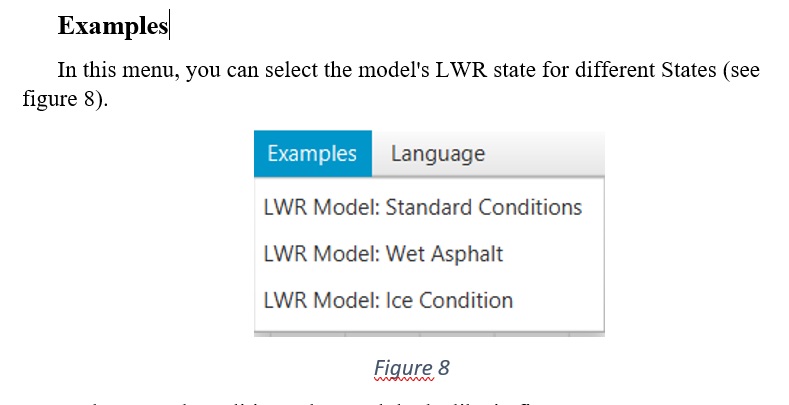 Examples
In this menu, you can select the model's LWR state for different States (see
figure 8).
Examples Language
LWR Model: Standard Conditions
LWR Model: Wet Asphalt
LWR Model: Ice Condition
Figure 8